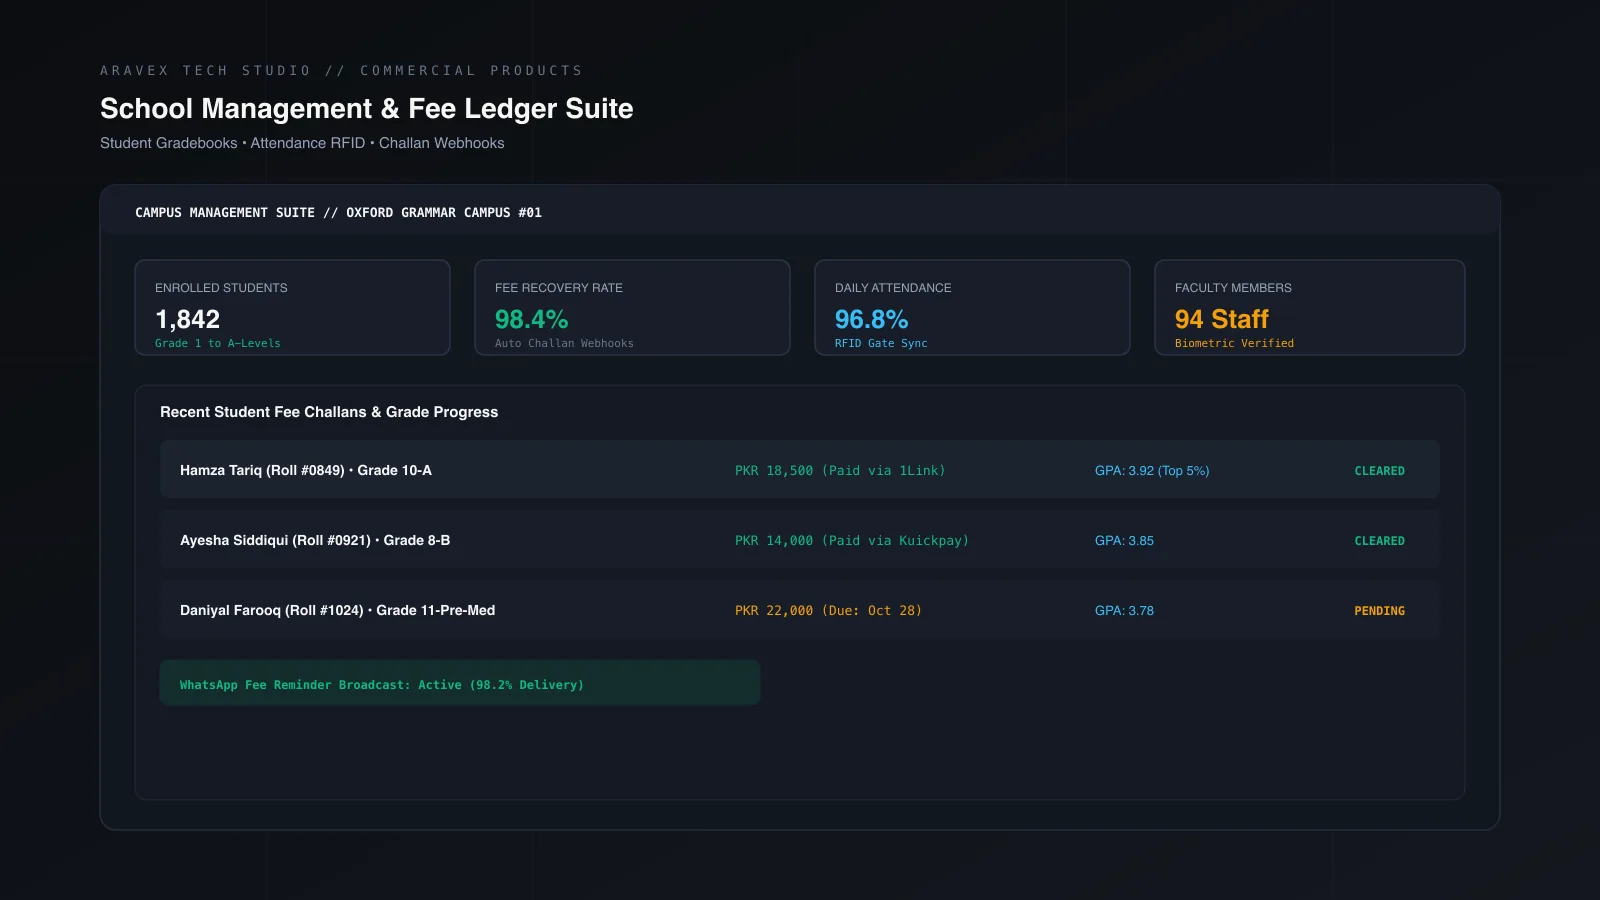 ARAVEX TECH STUDIO // COMMERCIAL PRODUCTS
School Management & Fee Ledger Suite
Student Gradebooks • Attendance RFID • Challan Webhooks
CAMPUS MANAGEMENT SUITE // OXFORD GRAMMAR CAMPUS #01
ENROLLED STUDENTS
1,842
Grade 1 to A-Levels
FEE RECOVERY RATE
98.4%
Auto Challan Webhooks
DAILY ATTENDANCE
96.8%
RFID Gate Sync
FACULTY MEMBERS
94 Staff
Biometric Verified
Recent Student Fee Challans & Grade Progress
Hamza Tariq (Roll #0849) • Grade 10-A PKR 18,500 (Paid via 1Link) GPA: 3.92 (Top 5%) CLEARED
Ayesha Siddiqui (Roll #0921) • Grade 8-B PKR 14,000 (Paid via Kuickpay) GPA: 3.85 CLEARED
Daniyal Farooq (Roll #1024) • Grade 11-Pre-Med PKR 22,000 (Due: Oct 28) GPA: 3.78 PENDING
WhatsApp Fee Reminder Broadcast: Active (98.2% Delivery)